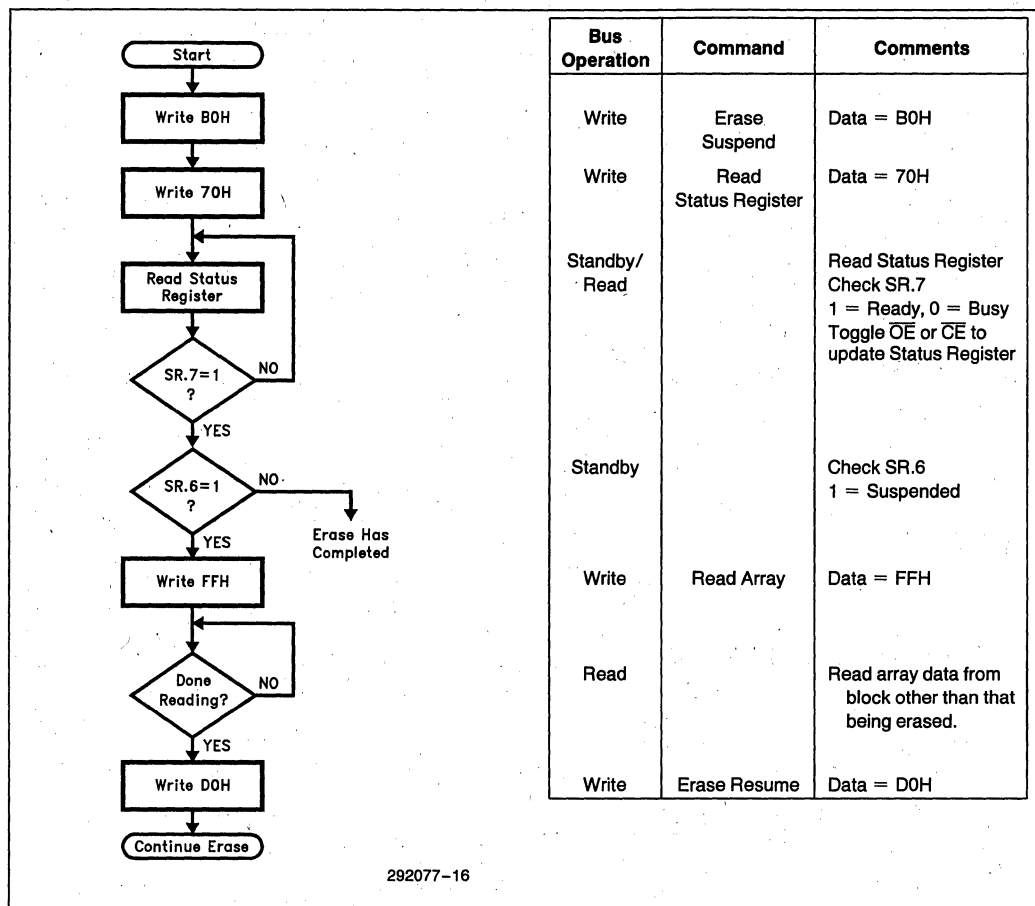 Start
Write B0H
Write 70H
Read Status
Register
SR.7=1
?
NO
YES
SR.6=1
?
NO
Erase Has
Completed
YES
Write FFH
Done
Reading?
NO
YES
Write D0H
Continue Erase
292077-16
Bus
Operation
Command
Comments
Write
Erase
Suspend
Data = B0H
Write
Read
Status Register
Data = 70H
Standby/
Read
Read Status Register
Check SR.7
1 = Ready, 0 = Busy
Toggle O̅E̅ or C̅E̅ to
update Status Register
Standby
Check SR.6
1 = Suspended
Write
Read Array
Data = FFH
Read
Read array data from
block other than that
being erased.
Write
Erase Resume
Data = D0H